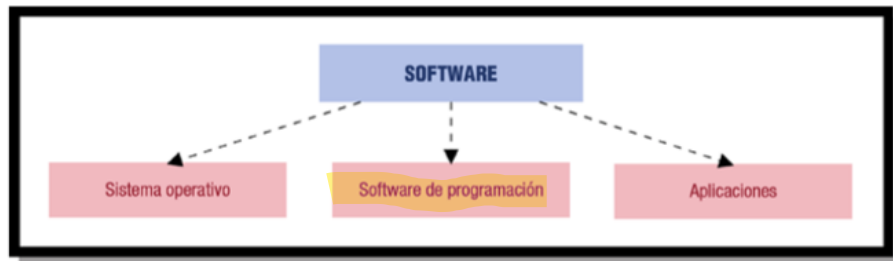 SOFTWARE
Sistema operativo
Software de programación
Aplicaciones